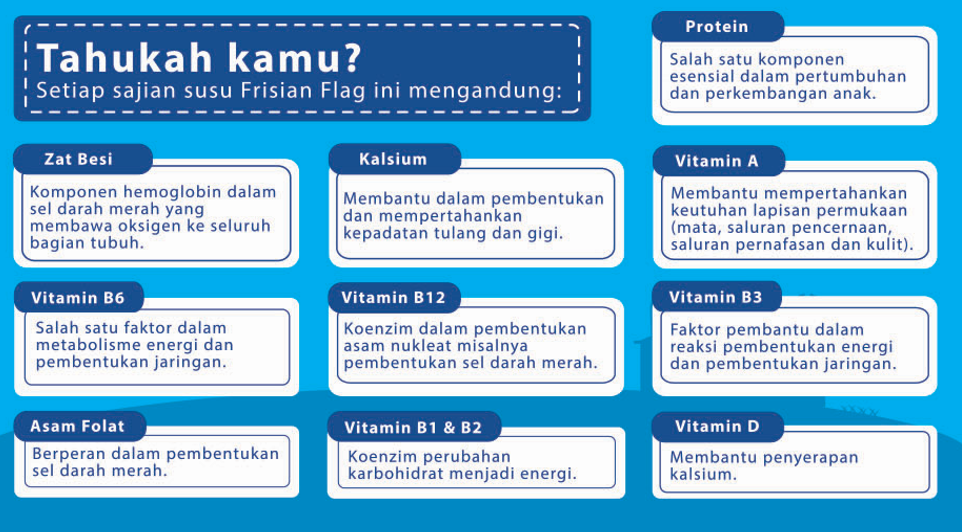 Tahukah kamu?
Setiap sajian susu Frisian Flag ini mengandung:
Protein
Salah satu komponen
esensial dalam pertumbuhan
dan perkembangan anak.
Zat Besi
Komponen hemoglobin dalam
sel darah merah yang
membawa oksigen ke seluruh
bagian tubuh.
Kalsium
Membantu dalam pembentukan
dan mempertahankan
kepadatan tulang dan gigi.
Vitamin A
Membantu mempertahankan
keutuhan lapisan permukaan
(mata, saluran pencernaan,
saluran pernafasan dan kulit).
Vitamin B6
Salah satu faktor dalam
metabolisme energi dan
pembentukan jaringan.
Vitamin B12
Koenzim dalam pembentukan
asam nukleat misalnya
pembentukan sel darah merah.
Vitamin B3
Faktor pembantu dalam
reaksi pembentukan energi
dan pembentukan jaringan.
Asam Folat
Berperan dalam pembentukan
sel darah merah.
Vitamin B1 & B2
Koenzim perubahan
karbohidrat menjadi energi.
Vitamin D
Membantu penyerapan
kalsium.